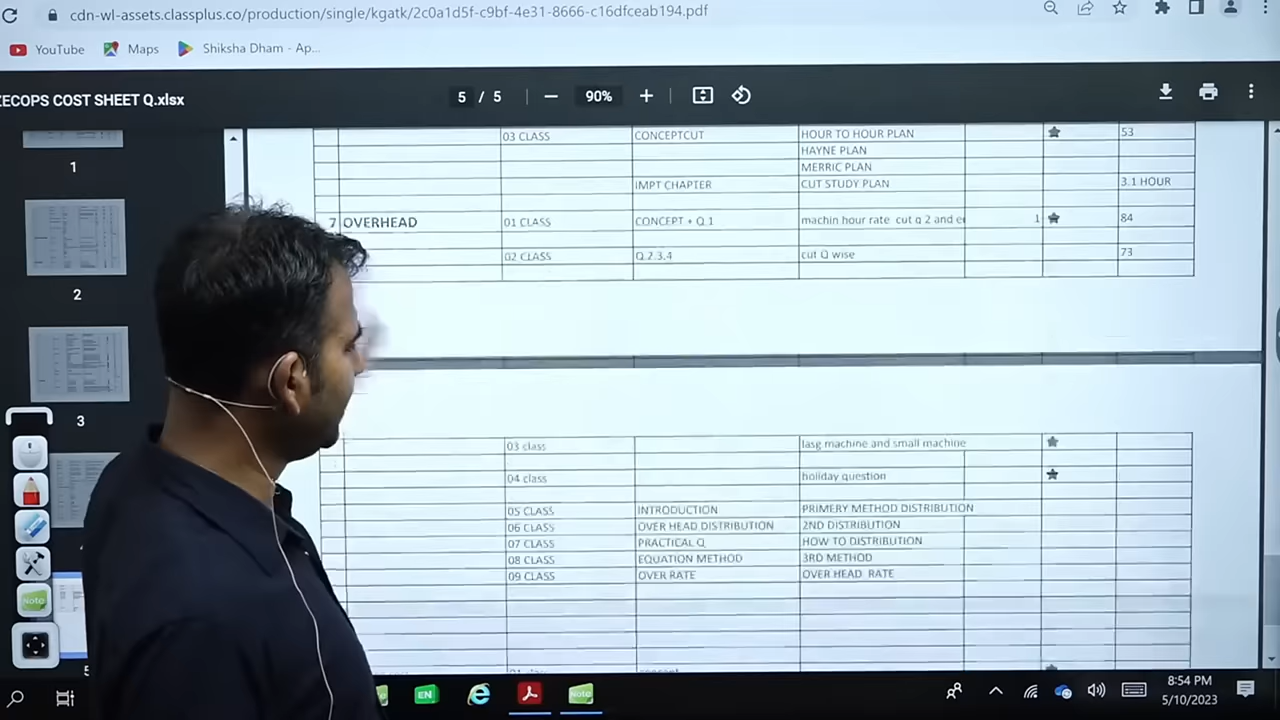 cdn-wl-assets.classplus.co/production/single/kgatk/2c0a1d5f-c9bf-4e31-8666-c16dfceab194.pdf
YouTube Maps Shiksha Dham - Ap...
ZECOPS COST SHEET Q.xlsx 5 / 5 90%
1
2
3
5
03 CLASS CONCEPTCUT HOUR TO HOUR PLAN 53
HAYNE PLAN
MERRIC PLAN
IMPT CHAPTER CUT STUDY PLAN 3.1 HOUR
7 OVERHEAD 01 CLASS CONCEPT + Q.1 machin hour rate cut q 2 and 1 84
02 CLASS Q.2.3.4 cut Q wise 73
03 class lasg machine and small machine
04 class holiday question
05 CLASS INTRODUCTION PRIMERY METHOD DISTRIBUTION
06 CLASS OVER HEAD DISTRIBUTION 2ND DISTRIBUTION
07 CLASS PRACTICAL Q HOW TO DISTRIBUTION
08 CLASS EQUATION METHOD 3RD METHOD
09 CLASS OVER RATE OVER HEAD RATE
Note
EN
Note
8:54 PM
5/10/2023